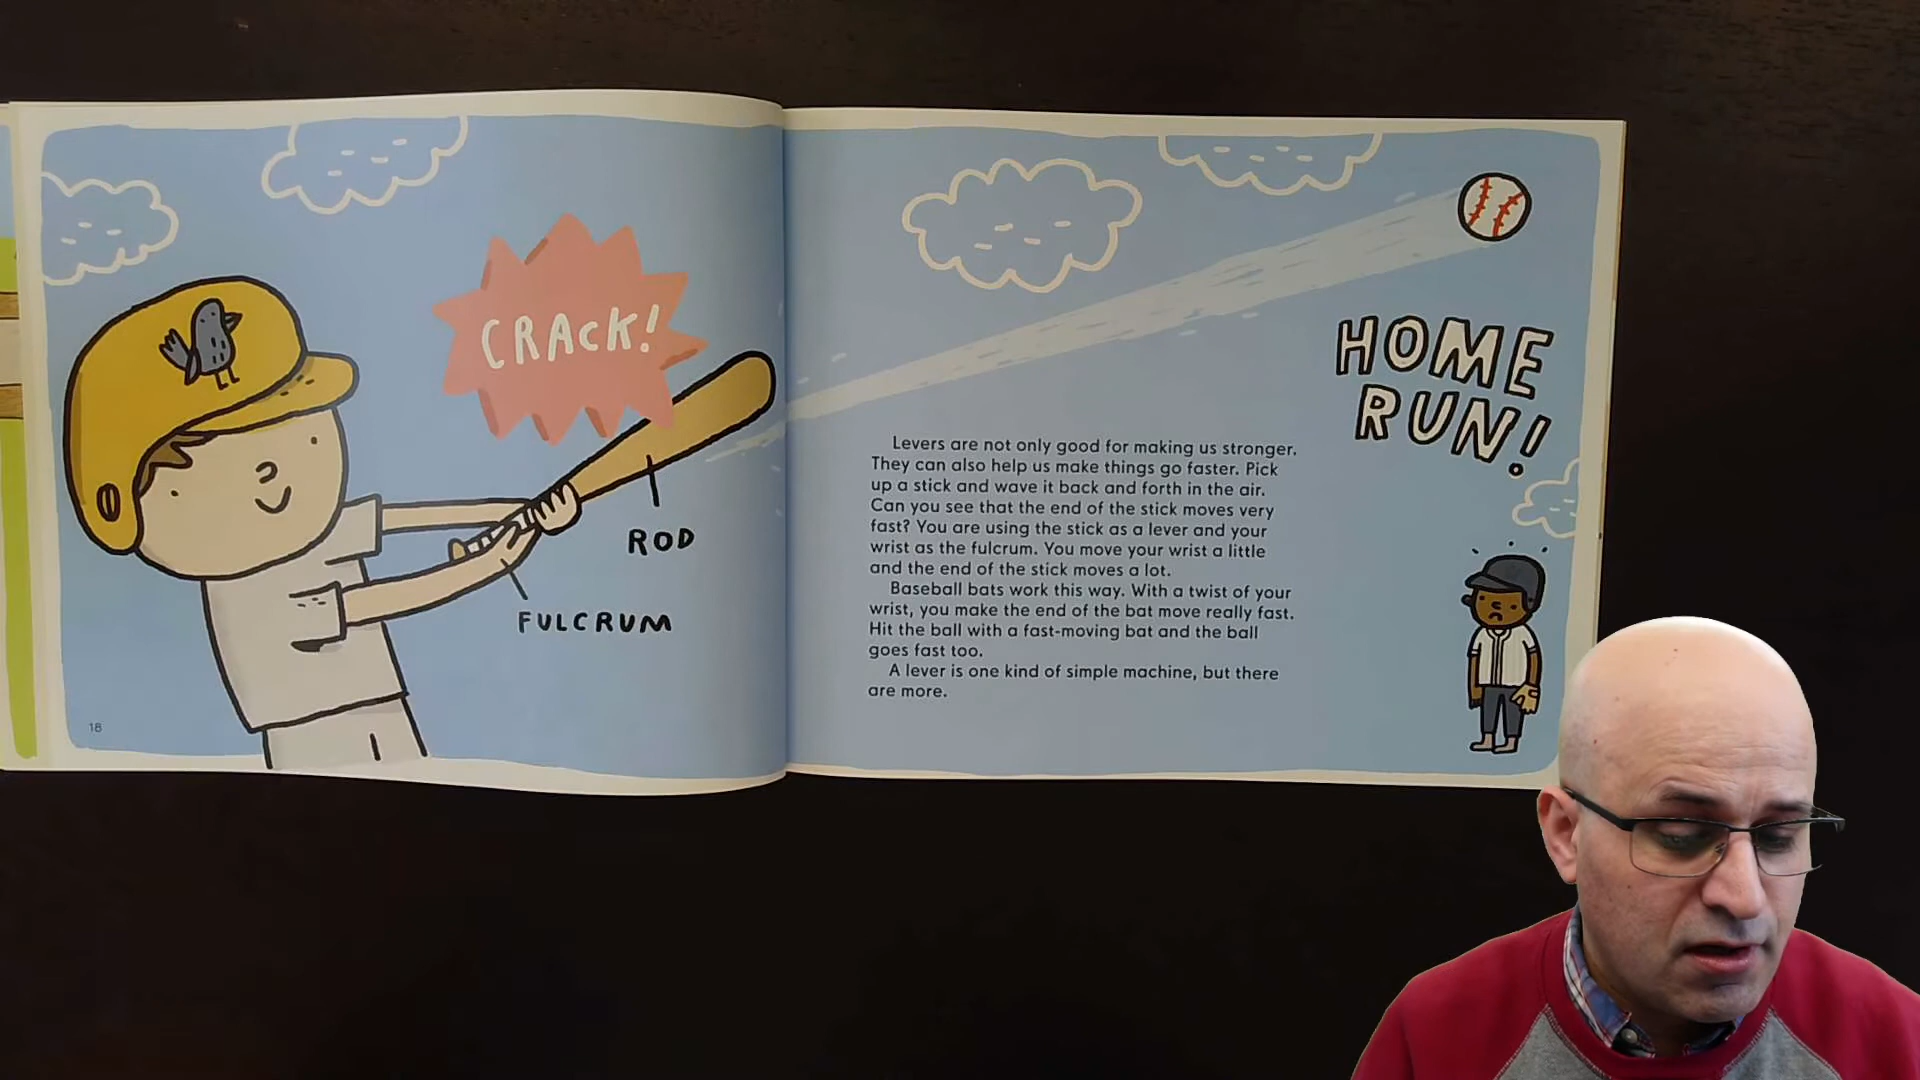 CRACK!
ROD
FULCRUM
18
HOME
RUN!
Levers are not only good for making us stronger.
They can also help us make things go faster. Pick
up a stick and wave it back and forth in the air.
Can you see that the end of the stick moves very
fast? You are using the stick as a lever and your
wrist as the fulcrum. You move your wrist a little
and the end of the stick moves a lot.
Baseball bats work this way. With a twist of your
wrist, you make the end of the bat move really fast.
Hit the ball with a fast-moving bat and the ball
goes fast too.
A lever is one kind of simple machine, but there
are more.